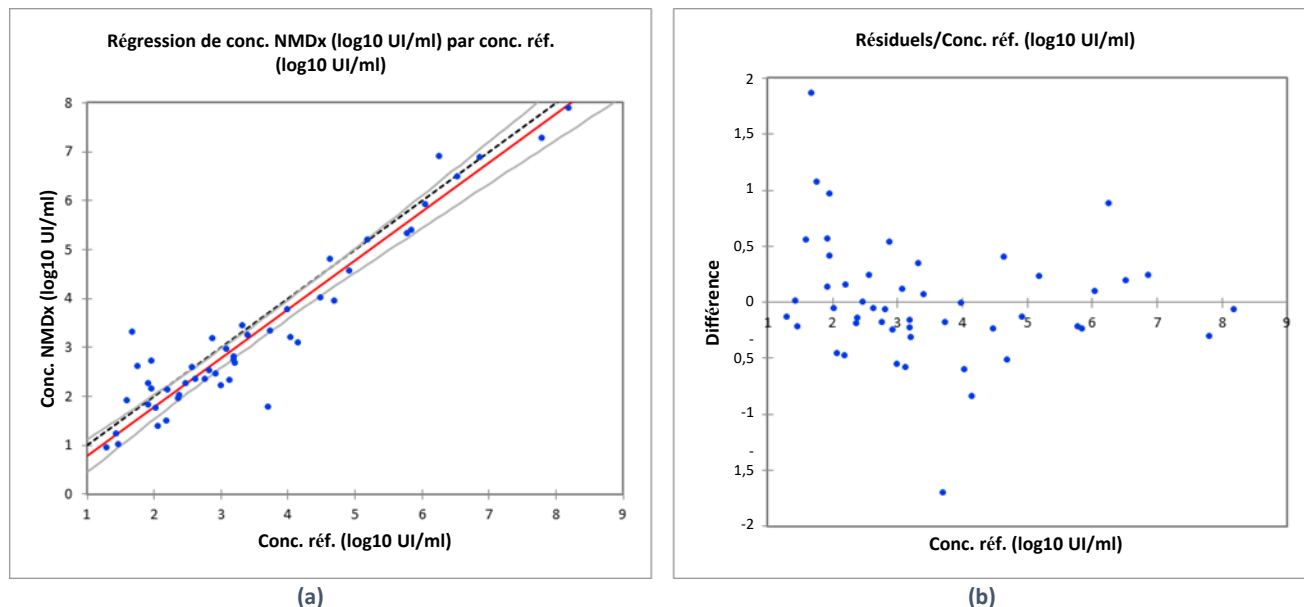 Régression de conc. NMDx (log10 UI/ml) par conc. réf.
(log10 UI/ml)
8
7
6
5
4
3
2
1
0
Conc. NMDx (log10 UI/ml)
1 2 3 4 5 6 7 8 9
Conc. réf. (log10 UI/ml)
(a)
Résiduels/Conc. réf. (log10 UI/ml)
2
1,5
1
0,5
0
-
0,5
-1
-
1,5
-2
Différence
1 2 3 4 5 6 7 8 9
Conc. réf. (log10 UI/ml)
(b)